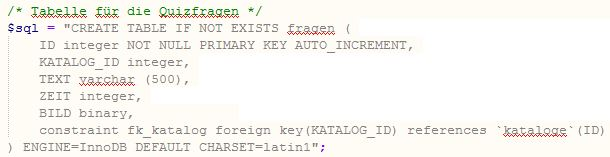 /* Tabelle für die Quizfragen */
$sql = "CREATE TABLE IF NOT EXISTS fragen (
ID integer NOT NULL PRIMARY KEY AUTO_INCREMENT,
KATALOG_ID integer,
TEXT varchar (500),
ZEIT integer,
BILD binary,
constraint fk_katalog foreign key(KATALOG_ID) references `kataloge`(ID)
) ENGINE=InnoDB DEFAULT CHARSET=latin1";